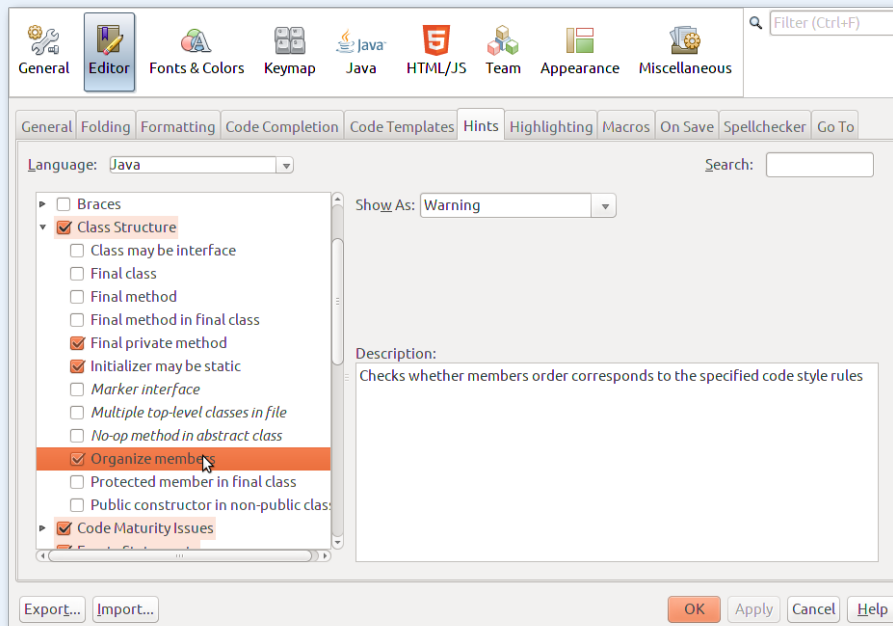 Filter (Ctrl+F)
General Editor Fonts & Colors Keymap Java HTML/JS Team Appearance Miscellaneous
General Folding Formatting Code Completion Code Templates Hints Highlighting Macros On Save Spellchecker Go To
Language: Java Search:
Braces
Show As: Warning
Class Structure
Class may be interface
Final class
Final method
Final method in final class
Final private method
Initializer may be static
Marker interface
Multiple top-level classes in file
No-op method in abstract class
Organize members
Protected member in final class
Public constructor in non-public clas
Code Maturity Issues
Description:
Checks whether members order corresponds to the specified code style rules
Export... Import... OK Apply Cancel Help